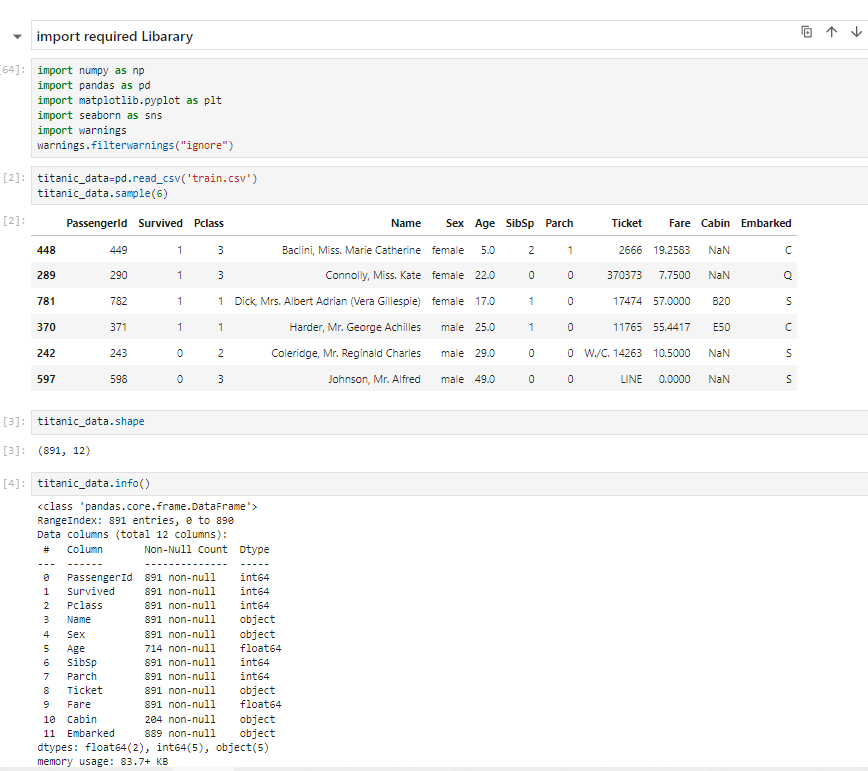 import required Libarary
[64]:
import numpy as np
import pandas as pd
import matplotlib.pyplot as plt
import seaborn as sns
import warnings
warnings.filterwarnings("ignore")
[2]:
titanic_data=pd.read_csv('train.csv')
titanic_data.sample(6)
[2]:
PassengerId Survived Pclass Name Sex Age SibSp Parch Ticket Fare Cabin Embarked
448 449 1 3 Baclini, Miss. Marie Catherine female 5.0 2 1 2666 19.2583 NaN C
289 290 1 3 Connolly, Miss. Kate female 22.0 0 0 370373 7.7500 NaN Q
781 782 1 1 Dick, Mrs. Albert Adrian (Vera Gillespie) female 17.0 1 0 17474 57.0000 B20 S
370 371 1 1 Harder, Mr. George Achilles male 25.0 1 0 11765 55.4417 E50 C
242 243 0 2 Coleridge, Mr. Reginald Charles male 29.0 0 0 W./C. 14263 10.5000 NaN S
597 598 0 3 Johnson, Mr. Alfred male 49.0 0 0 LINE 0.0000 NaN S
[3]:
titanic_data.shape
[3]:
(891, 12)
[4]:
titanic_data.info()
<class 'pandas.core.frame.DataFrame'>
RangeIndex: 891 entries, 0 to 890
Data columns (total 12 columns):
 #   Column       Non-Null Count  Dtype
---  ------       --------------  -----
 0   PassengerId  891 non-null    int64
 1   Survived     891 non-null    int64
 2   Pclass       891 non-null    int64
 3   Name         891 non-null    object
 4   Sex          891 non-null    object
 5   Age          714 non-null    float64
 6   SibSp        891 non-null    int64
 7   Parch        891 non-null    int64
 8   Ticket       891 non-null    object
 9   Fare         891 non-null    float64
 10  Cabin        204 non-null    object
 11  Embarked     889 non-null    object
dtypes: float64(2), int64(5), object(5)
memory usage: 83.7+ KB